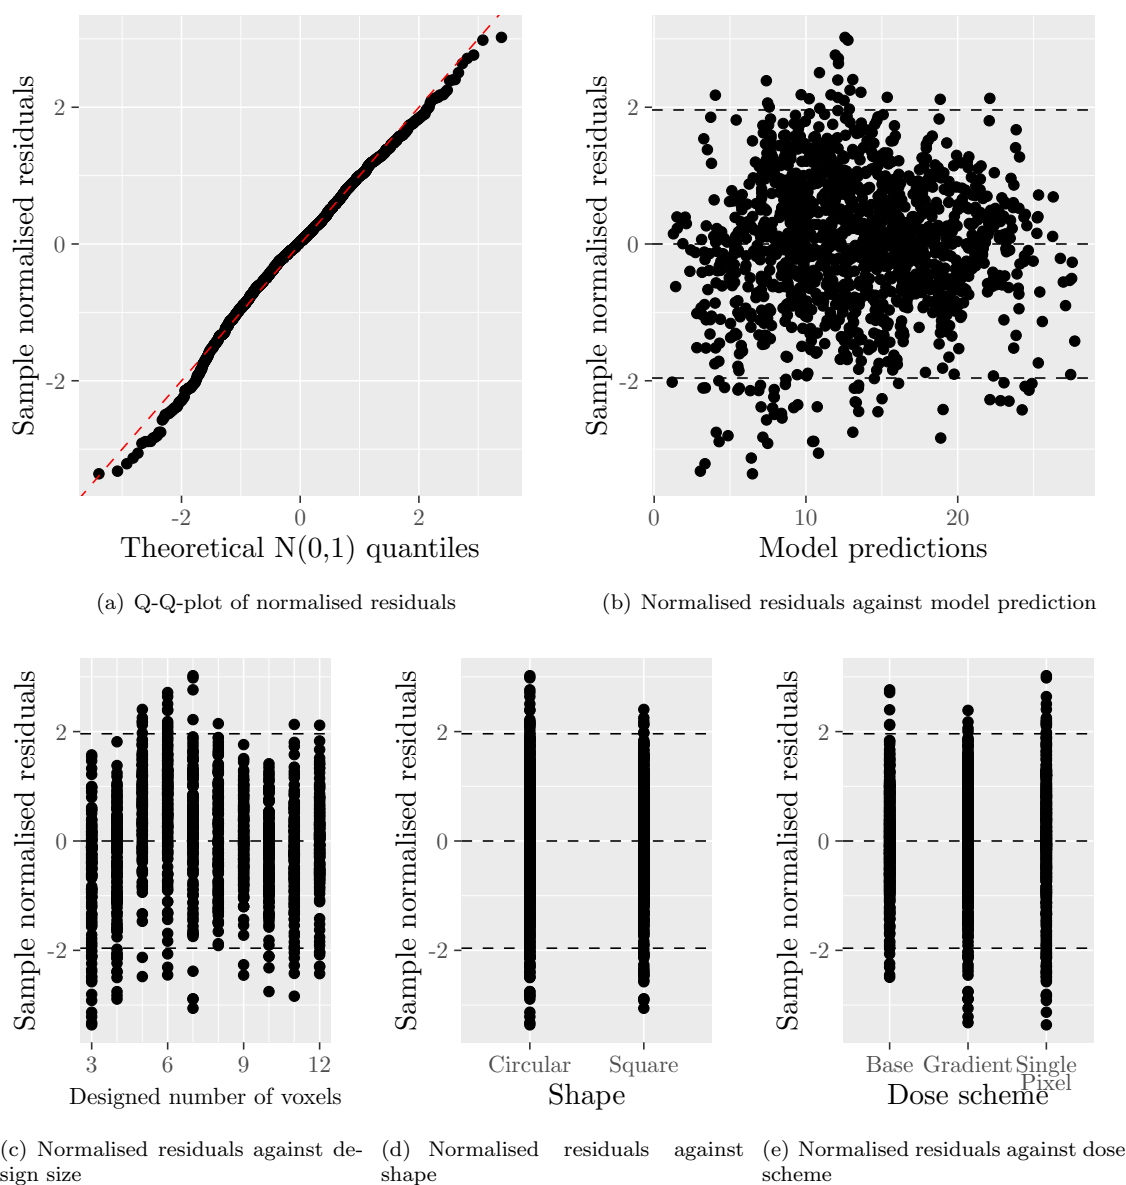 Sample normalised residuals
2
0
-2
-2
0
2
Theoretical N(0,1) quantiles
(a) Q-Q-plot of normalised residuals
Sample normalised residuals
2
0
-2
0
10
20
Model predictions
(b) Normalised residuals against model prediction
Sample normalised residuals
2
0
-2
3
6
9
12
Designed number of voxels
(c) Normalised residuals against de-
sign size
Sample normalised residuals
2
0
-2
Circular
Square
Shape
(d) Normalised residuals against
shape
Sample normalised residuals
2
0
-2
Base
Gradient
Single
Pixel
Dose scheme
(e) Normalised residuals against dose
scheme